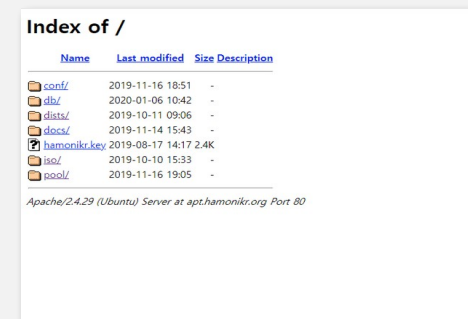 Index of /
Name Last modified Size Description
conf/ 2019-11-16 18:51 -
db/ 2020-01-06 10:42 -
dists/ 2019-10-11 09:06 -
docs/ 2019-11-14 15:43 -
hamonikr.key 2019-08-17 14:17 2.4K
iso/ 2019-10-10 15:33 -
pool/ 2019-11-16 19:05 -
Apache/2.4.29 (Ubuntu) Server at apt.hamonikr.org Port 80